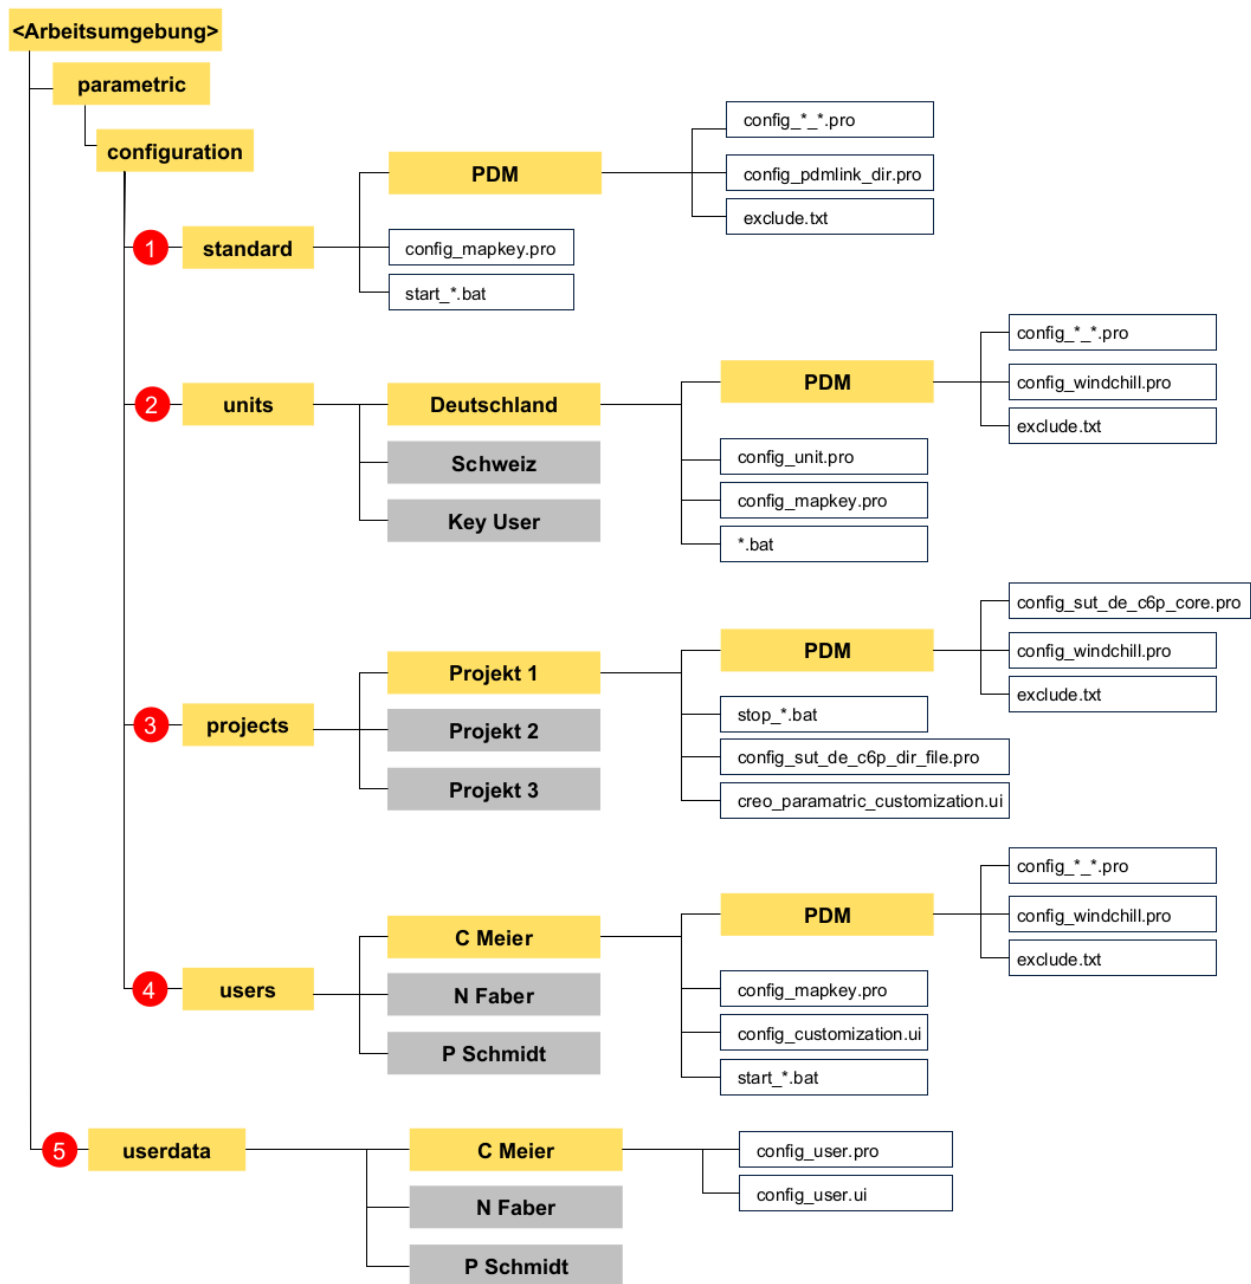 <Arbeitsumgebung>
parametric
configuration
1
standard
PDM
config_*_*.pro
config_pdmlink_dir.pro
exclude.txt
config_mapkey.pro
start_*.bat
2
units
Deutschland
PDM
config_*_*.pro
config_windchill.pro
exclude.txt
config_unit.pro
config_mapkey.pro
*.bat
Schweiz
Key User
3
projects
Projekt 1
PDM
config_sut_de_c6p_core.pro
config_windchill.pro
exclude.txt
stop_*.bat
config_sut_de_c6p_dir_file.pro
creo_paramatric_customization.ui
Projekt 2
Projekt 3
4
users
C Meier
PDM
config_*_*.pro
config_windchill.pro
exclude.txt
config_mapkey.pro
config_customization.ui
start_*.bat
N Faber
P Schmidt
5
userdata
C Meier
config_user.pro
config_user.ui
N Faber
P Schmidt